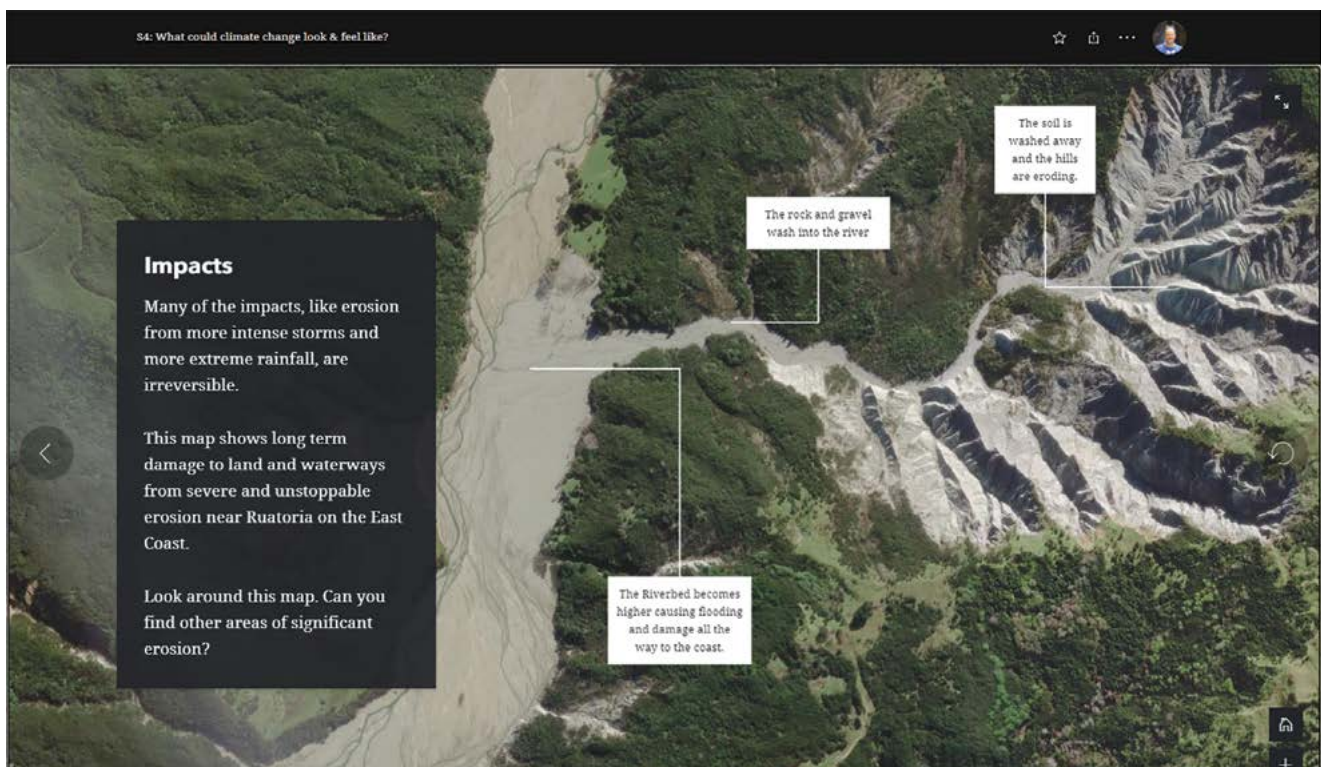 S4: What could climate change look & feel like?
The soil is
washed away
and the hills
are eroding.
The rock and gravel
wash into the river
Impacts
Many of the impacts, like erosion
from more intense storms and
more extreme rainfall, are
irreversible.
This map shows long term
damage to land and waterways
from severe and unstoppable
erosion near Ruatoria on the East
Coast.
Look around this map. Can you
find other areas of significant
erosion?
The Riverbed becomes
higher causing flooding
and damage all the
way to the coast.